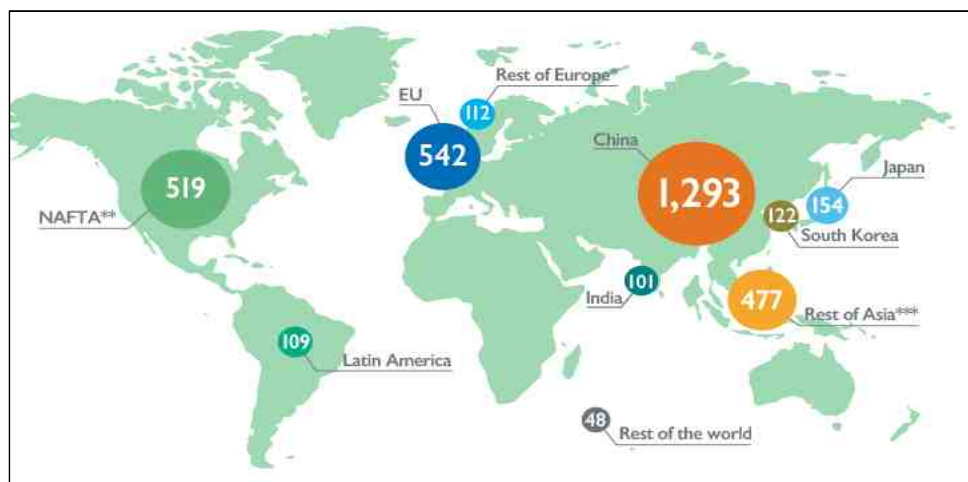 Rest of Europe*
EU
112
542
China
1,293
Japan
519
154
122
NAFTA**
South Korea
101
India
477
Rest of Asia***
109
Latin America
48
Rest of the world